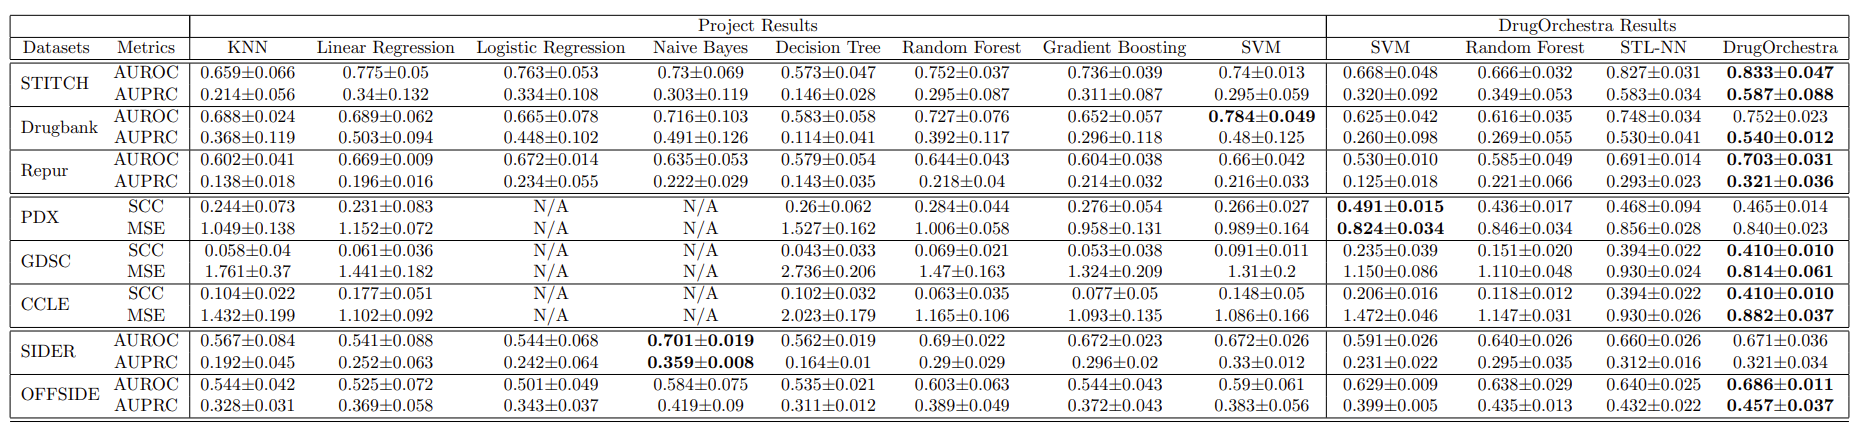 Project Results DrugOrchestra Results
Datasets Metrics KNN Linear Regression Logistic Regression Naive Bayes Decision Tree Random Forest Gradient Boosting SVM SVM Random Forest STL-NN DrugOrchestra
STITCH AUROC 0.659±0.066 0.775±0.05 0.763±0.053 0.73±0.069 0.573±0.047 0.752±0.037 0.736±0.039 0.74±0.013 0.668±0.048 0.666±0.032 0.827±0.031 0.833±0.047
AUPRC 0.214±0.056 0.34±0.132 0.334±0.108 0.303±0.119 0.146±0.028 0.295±0.087 0.311±0.087 0.295±0.059 0.320±0.092 0.349±0.053 0.583±0.034 0.587±0.088
Drugbank AUROC 0.688±0.024 0.689±0.062 0.665±0.078 0.716±0.103 0.583±0.058 0.727±0.076 0.652±0.057 0.784±0.049 0.625±0.042 0.616±0.035 0.748±0.034 0.752±0.023
AUPRC 0.368±0.119 0.503±0.094 0.448±0.102 0.491±0.126 0.114±0.041 0.392±0.117 0.296±0.118 0.48±0.125 0.260±0.098 0.269±0.055 0.530±0.041 0.540±0.012
Repur AUROC 0.602±0.041 0.669±0.009 0.672±0.014 0.635±0.053 0.579±0.054 0.644±0.043 0.604±0.038 0.66±0.042 0.530±0.010 0.585±0.049 0.691±0.014 0.703±0.031
AUPRC 0.138±0.018 0.196±0.016 0.234±0.055 0.222±0.029 0.143±0.035 0.218±0.04 0.214±0.032 0.216±0.033 0.125±0.018 0.221±0.066 0.293±0.023 0.321±0.036
PDX SCC 0.244±0.073 0.231±0.083 N/A N/A 0.26±0.062 0.284±0.044 0.276±0.054 0.266±0.027 0.491±0.015 0.436±0.017 0.468±0.094 0.465±0.014
MSE 1.049±0.138 1.152±0.072 N/A N/A 1.527±0.162 1.006±0.058 0.958±0.131 0.989±0.164 0.824±0.034 0.846±0.034 0.856±0.028 0.840±0.023
GDSC SCC 0.058±0.04 0.061±0.036 N/A N/A 0.043±0.033 0.069±0.021 0.053±0.038 0.091±0.011 0.235±0.039 0.151±0.020 0.394±0.022 0.410±0.010
MSE 1.761±0.37 1.441±0.182 N/A N/A 2.736±0.206 1.47±0.163 1.324±0.209 1.31±0.2 1.150±0.086 1.110±0.048 0.930±0.024 0.814±0.061
CCLE SCC 0.104±0.022 0.177±0.051 N/A N/A 0.102±0.032 0.063±0.035 0.077±0.05 0.148±0.05 0.206±0.016 0.118±0.012 0.394±0.022 0.410±0.010
MSE 1.432±0.199 1.102±0.092 N/A N/A 2.023±0.179 1.165±0.106 1.093±0.135 1.086±0.166 1.472±0.046 1.147±0.031 0.930±0.026 0.882±0.037
SIDER AUROC 0.567±0.084 0.541±0.088 0.544±0.068 0.701±0.019 0.562±0.019 0.69±0.022 0.672±0.023 0.672±0.026 0.591±0.026 0.640±0.026 0.660±0.026 0.671±0.036
AUPRC 0.192±0.045 0.252±0.063 0.242±0.064 0.359±0.008 0.164±0.01 0.29±0.029 0.296±0.02 0.33±0.012 0.231±0.022 0.295±0.035 0.312±0.016 0.321±0.034
OFFSIDE AUROC 0.544±0.042 0.525±0.072 0.501±0.049 0.584±0.075 0.535±0.021 0.603±0.063 0.544±0.043 0.59±0.061 0.629±0.009 0.638±0.029 0.640±0.025 0.686±0.011
AUPRC 0.328±0.031 0.369±0.058 0.343±0.037 0.419±0.09 0.311±0.012 0.389±0.049 0.372±0.043 0.383±0.056 0.399±0.005 0.435±0.013 0.432±0.022 0.457±0.037